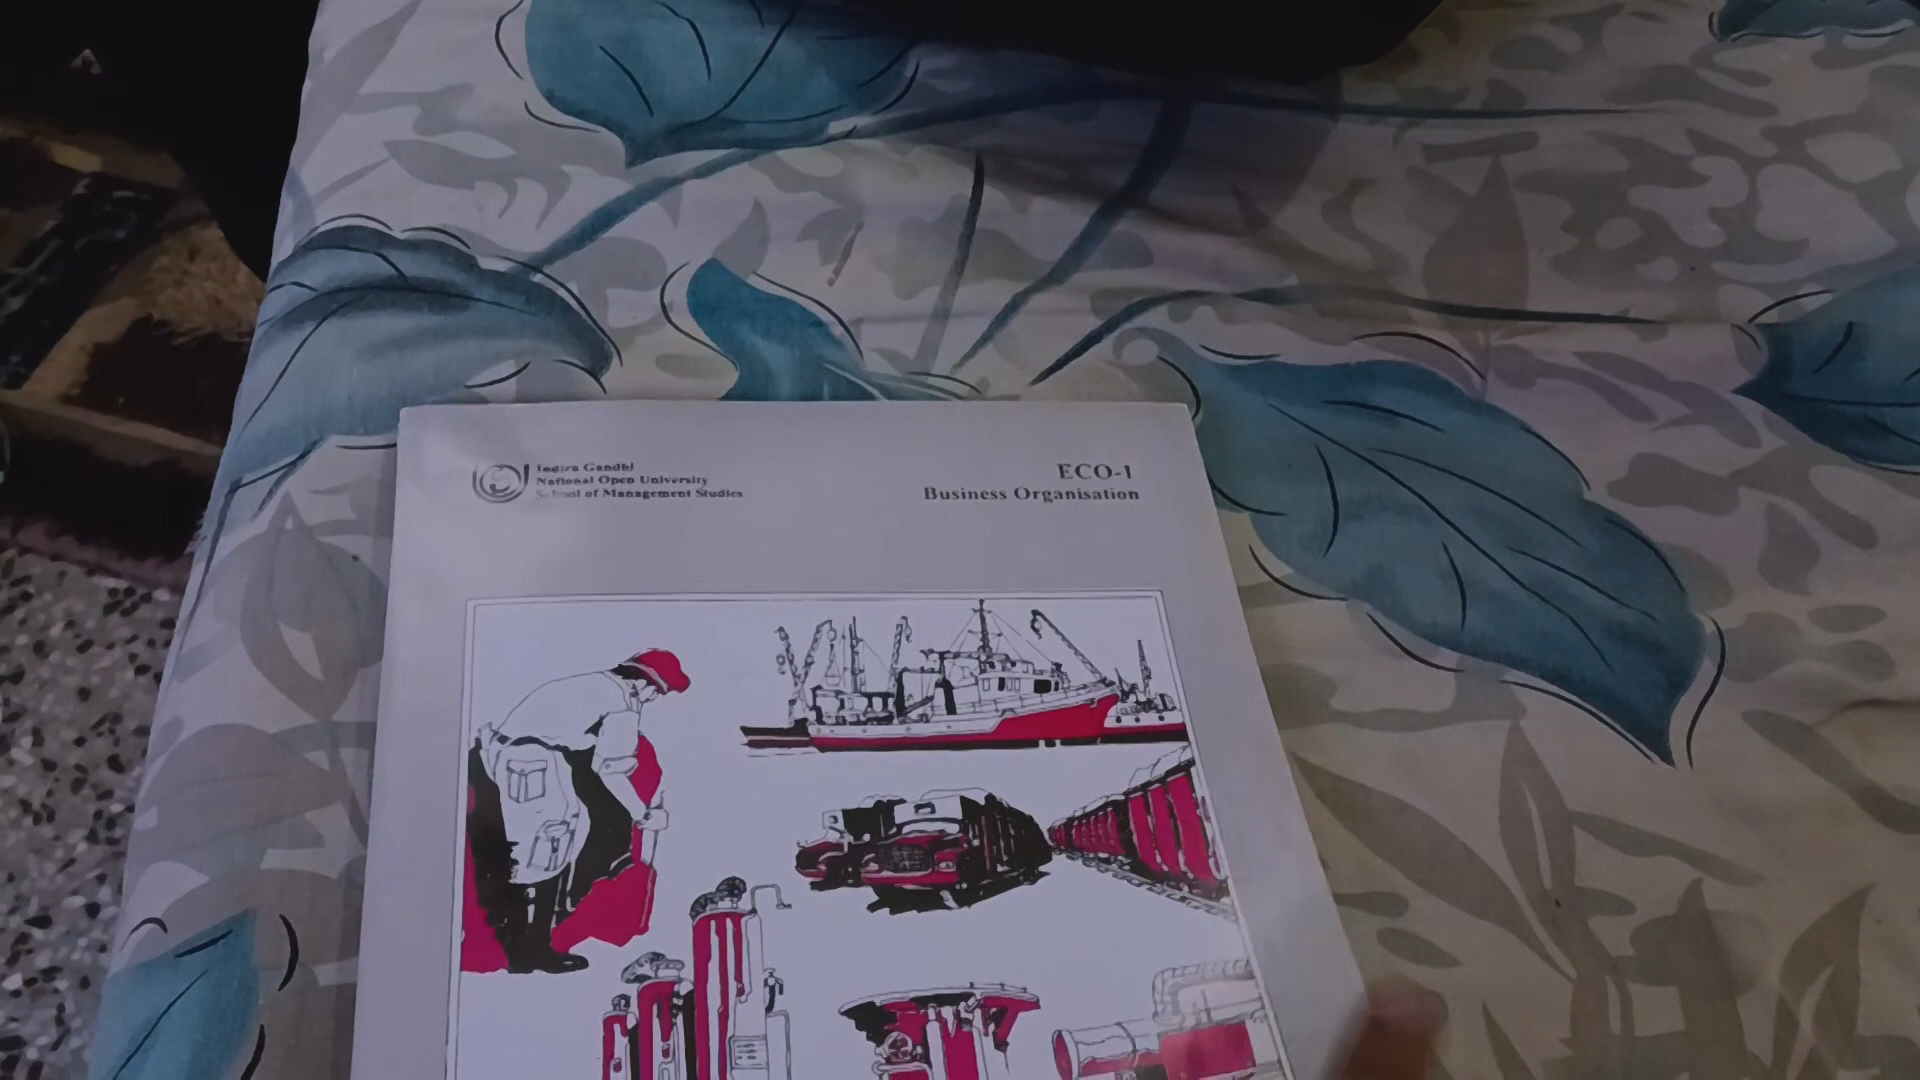 Indira Gandhi
National Open University
School of Management Studies
ECO-1
Business Organisation